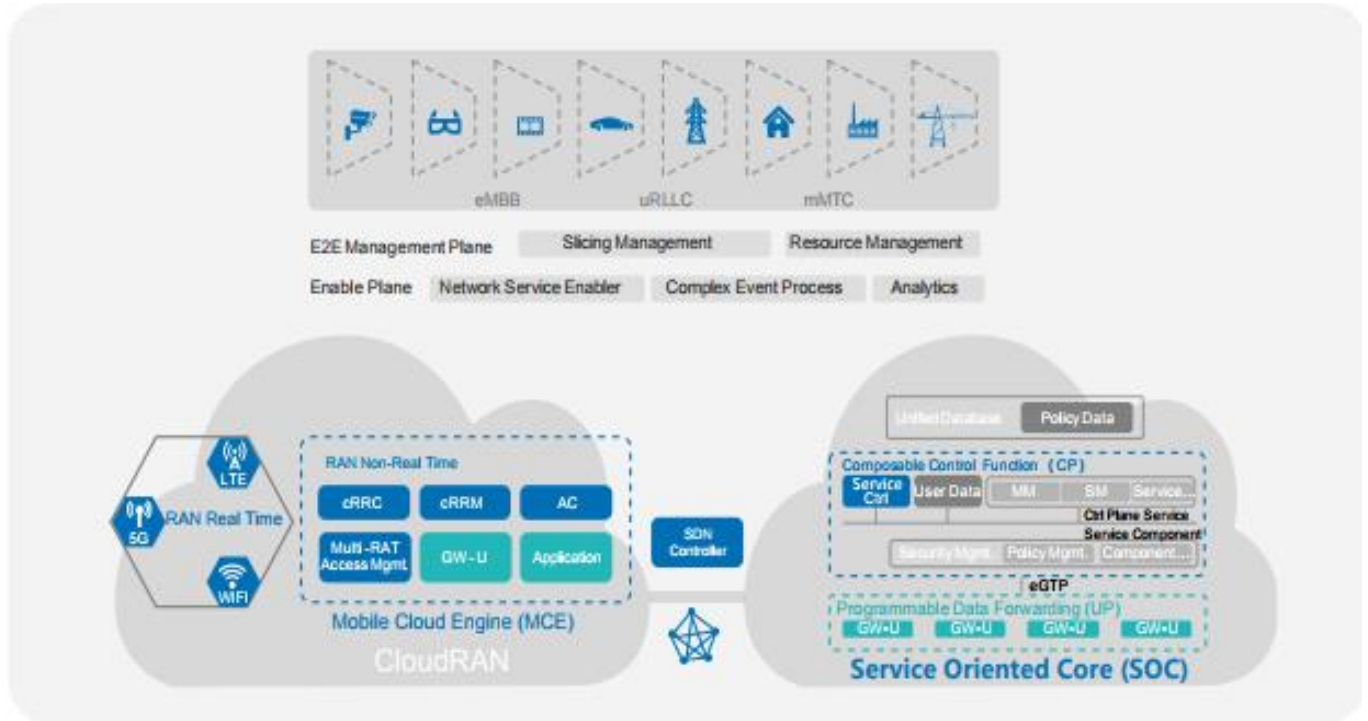 eMBB uRLLC mMTC
E2E Management Plane Slicing Management Resource Management
Enable Plane Network Service Enabler Complex Event Process Analytics
LTE
5G
RAN Real Time
WIFI
RAN Non-Real Time
cRRC cRRM AC
Multi-RAT
Access Mgmt.
GW-U
Application
Mobile Cloud Engine (MCE)
CloudRAN
SDN
Controller
Unified Database Policy Data
Composable Control Function (CP)
Service
Ctrl
User Data
MM SM Service...
Ctrl Plane Service
Service Component
Security Mgmt. Policy Mgmt. Component...
eGTP
Programmable Data Forwarding (UP)
GW-U GW-U GW-U GW-U
Service Oriented Core (SOC)